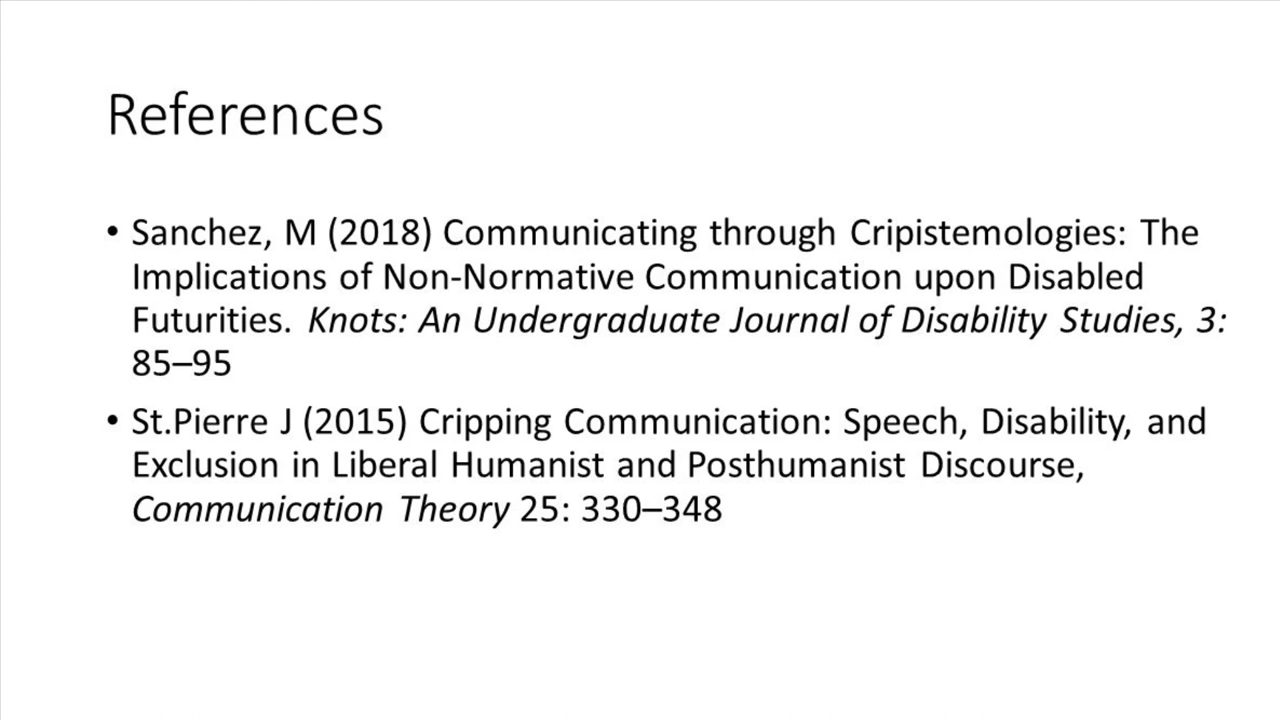 References
• Sanchez, M (2018) Communicating through Cripistemologies: The
Implications of Non-Normative Communication upon Disabled
Futurities. Knots: An Undergraduate Journal of Disability Studies, 3:
85–95
• St.Pierre J (2015) Cripping Communication: Speech, Disability, and
Exclusion in Liberal Humanist and Posthumanist Discourse,
Communication Theory 25: 330–348